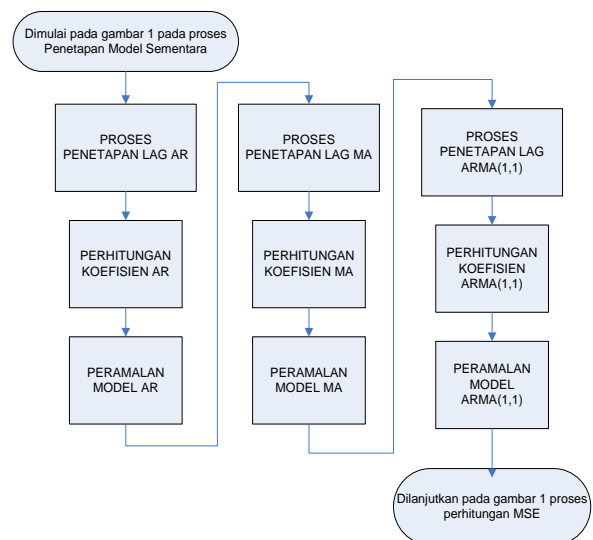 Dimulai pada gambar 1 pada proses
Penetapan Model Sementara
PROSES
PENETAPAN LAG AR
PERHITUNGAN
KOEFISIEN AR
PERAMALAN
MODEL AR
PROSES
PENETAPAN LAG MA
PERHITUNGAN
KOEFISIEN MA
PERAMALAN
MODEL MA
PROSES
PENETAPAN LAG
ARMA(1,1)
PERHITUNGAN
KOEFISIEN
ARMA(1,1)
PERAMALAN
MODEL
ARMA(1,1)
Dilanjutkan pada gambar 1 proses
perhitungan MSE